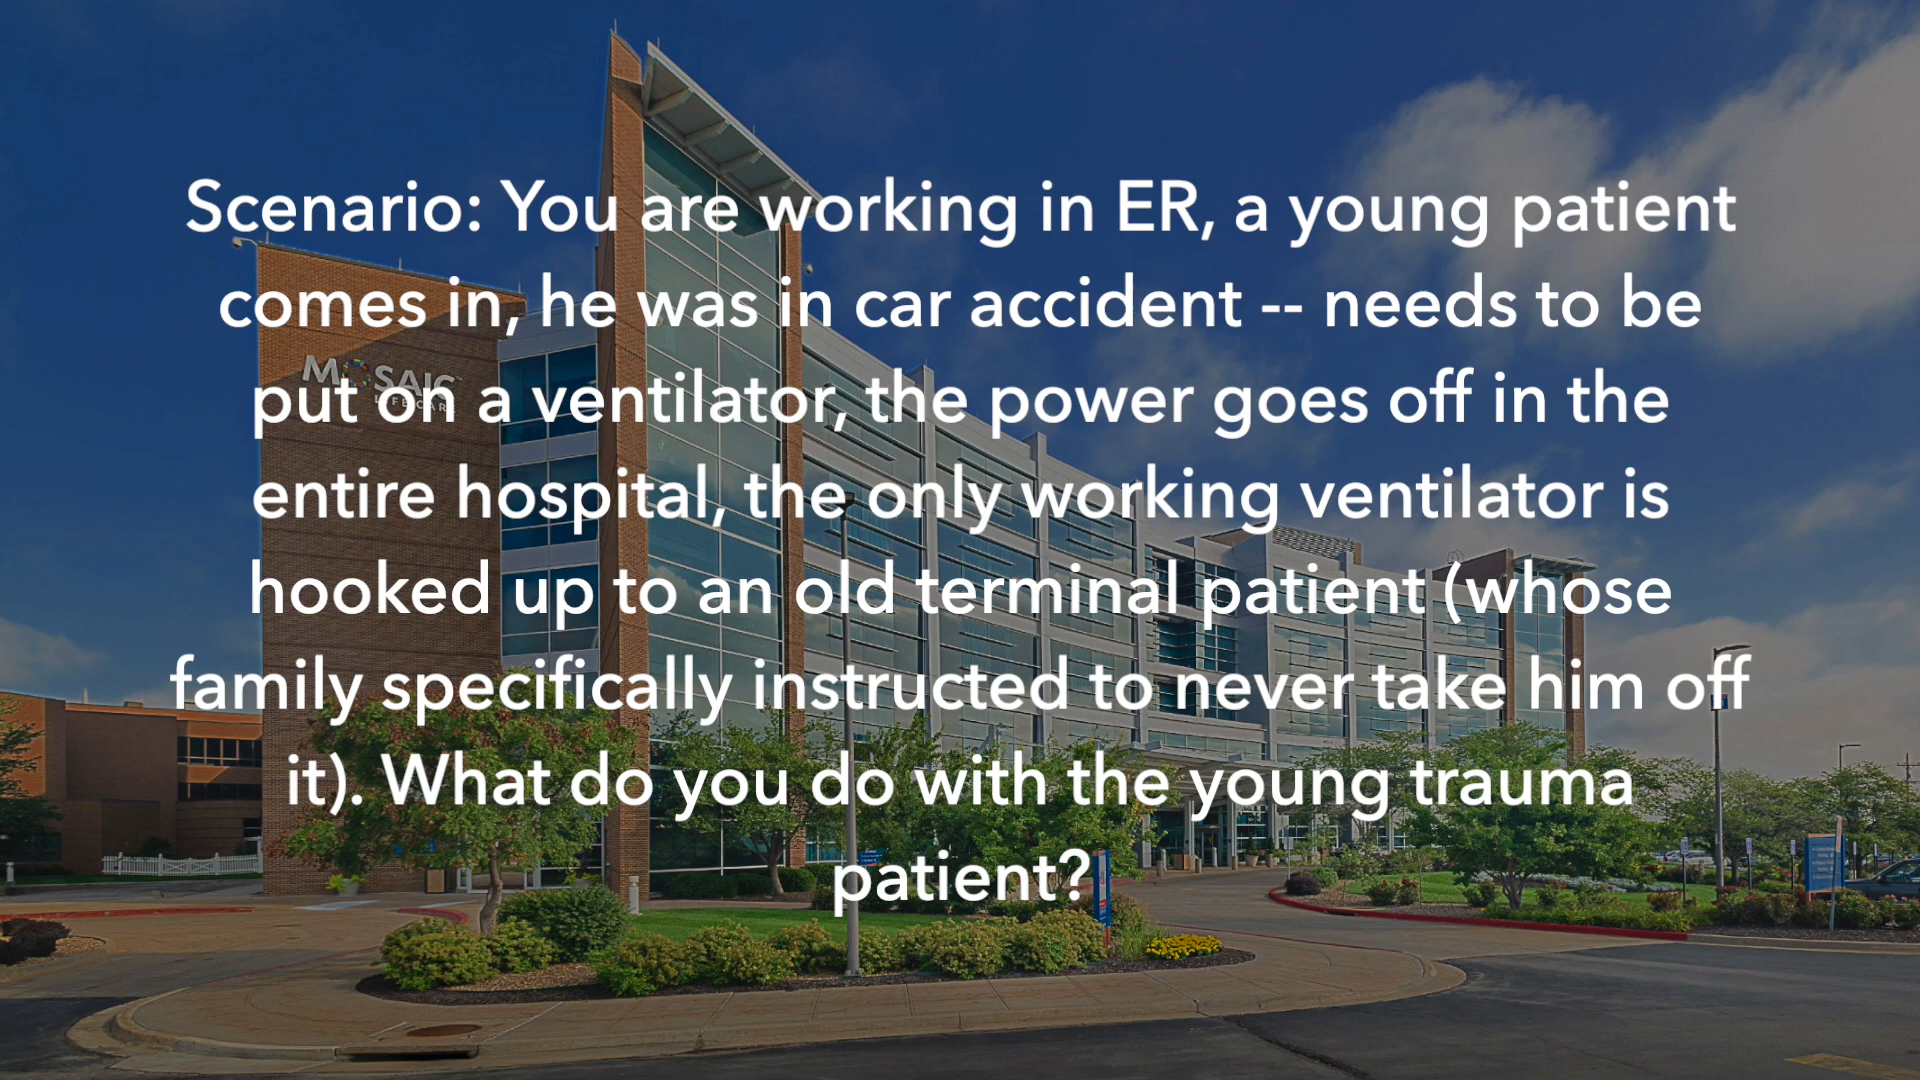 Scenario: You are working in ER, a young patient
comes in, he was in car accident -- needs to be
put on a ventilator, the power goes off in the
entire hospital, the only working ventilator is
hooked up to an old terminal patient (whose
family specifically instructed to never take him off
it). What do you do with the young trauma
patient?
MOSAIC
LIFE CARE